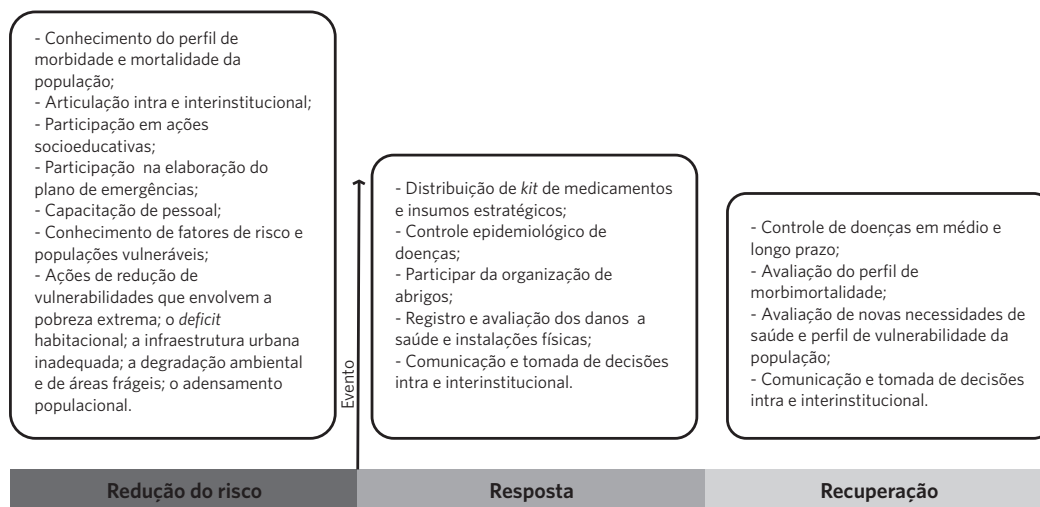 - Conhecimento do perfil de
morbidade e mortalidade da
população;
- Articulação intra e interinstitucional;
- Participação em ações
socioeducativas;
- Participação na elaboração do
plano de emergências;
- Capacitação de pessoal;
- Conhecimento de fatores de risco e
populações vulneráveis;
- Ações de redução de
vulnerabilidades que envolvem a
pobreza extrema; o deficit
habitacional; a infraestrutura urbana
inadequada; a degradação ambiental
e de áreas frágeis; o adensamento
populacional.
Evento
- Distribuição de kit de medicamentos
e insumos estratégicos;
- Controle epidemiológico de
doenças;
- Participar da organização de
abrigos;
- Registro e avaliação dos danos a
saúde e instalações físicas;
- Comunicação e tomada de decisões
intra e interinstitucional.
- Controle de doenças em médio e
longo prazo;
- Avaliação do perfil de
morbimortalidade;
- Avaliação de novas necessidades de
saúde e perfil de vulnerabilidade da
população;
- Comunicação e tomada de decisões
intra e interinstitucional.
Redução do risco
Resposta
Recuperação